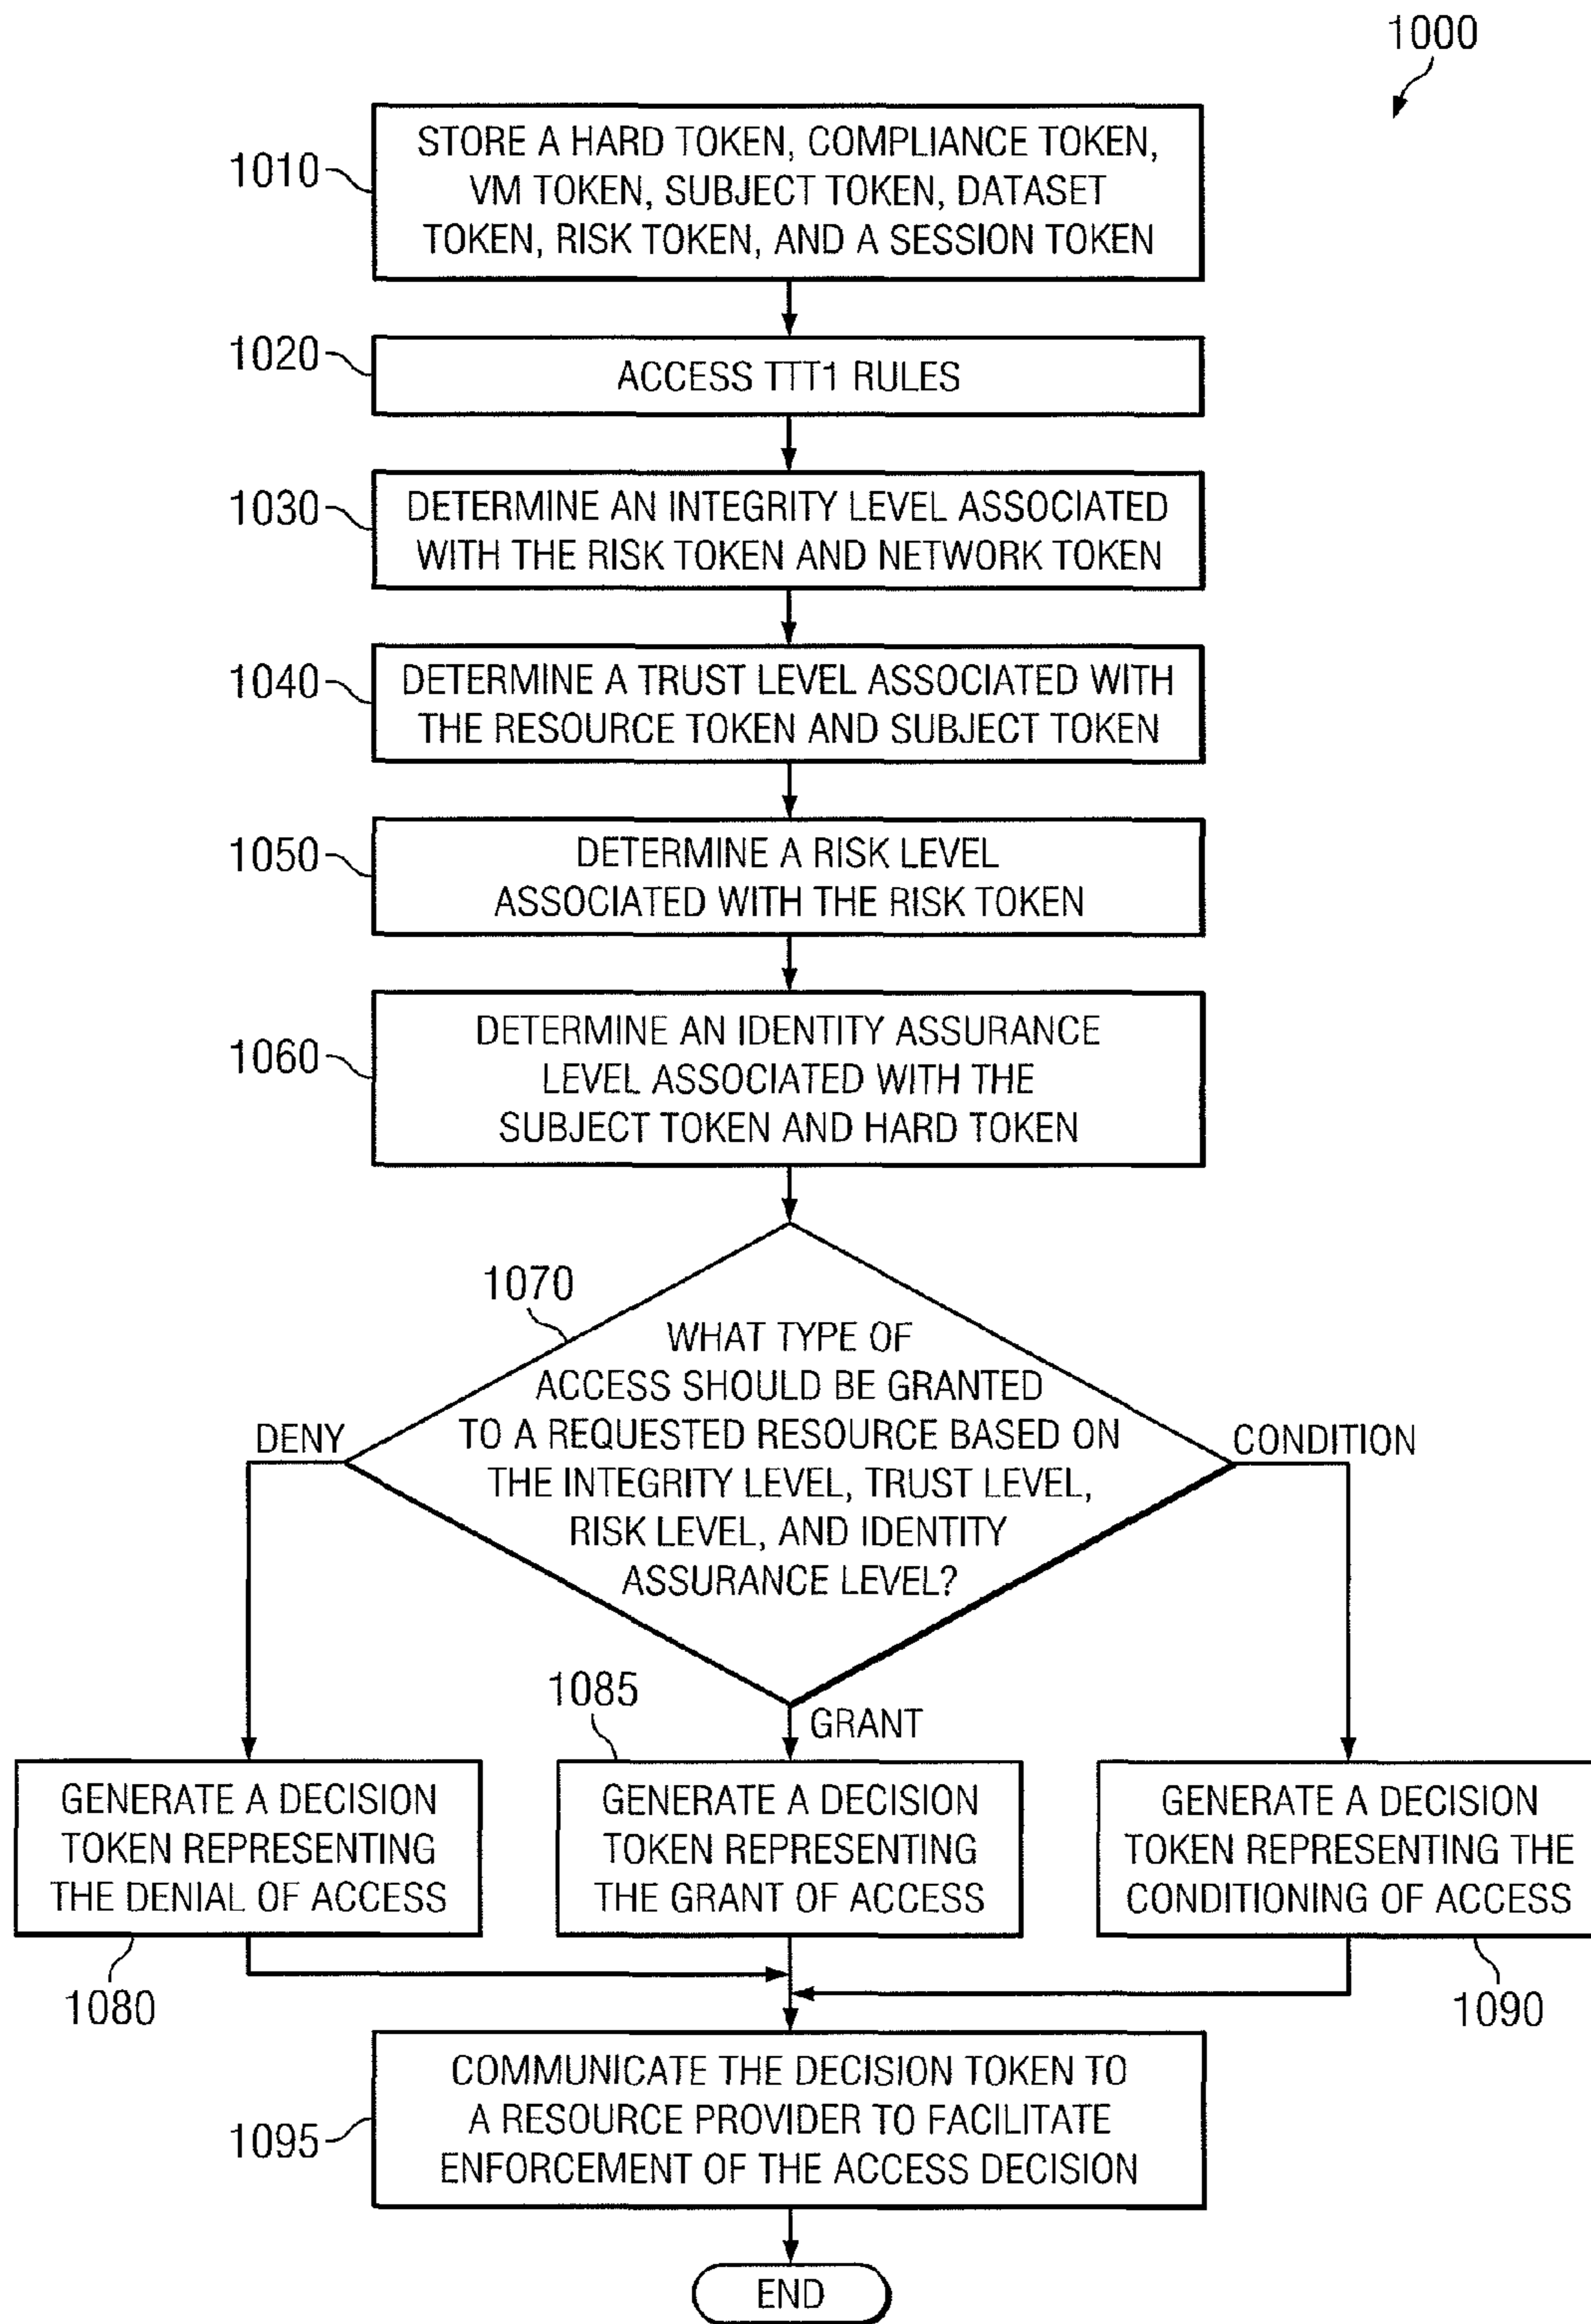 1000
1010
STORE A HARD TOKEN, COMPLIANCE TOKEN,
VM TOKEN, SUBJECT TOKEN, DATASET
TOKEN, RISK TOKEN, AND A SESSION TOKEN
1020
ACCESS TTT1 RULES
1030
DETERMINE AN INTEGRITY LEVEL ASSOCIATED
WITH THE RISK TOKEN AND NETWORK TOKEN
1040
DETERMINE A TRUST LEVEL ASSOCIATED WITH
THE RESOURCE TOKEN AND SUBJECT TOKEN
1050
DETERMINE A RISK LEVEL
ASSOCIATED WITH THE RISK TOKEN
1060
DETERMINE AN IDENTITY ASSURANCE
LEVEL ASSOCIATED WITH THE
SUBJECT TOKEN AND HARD TOKEN
1070
WHAT TYPE OF
ACCESS SHOULD BE GRANTED
TO A REQUESTED RESOURCE BASED ON
THE INTEGRITY LEVEL, TRUST LEVEL,
RISK LEVEL, AND IDENTITY
ASSURANCE LEVEL?
DENY
CONDITION
GRANT
GENERATE A DECISION
TOKEN REPRESENTING
THE DENIAL OF ACCESS
1080
1085
GENERATE A DECISION
TOKEN REPRESENTING
THE GRANT OF ACCESS
GENERATE A DECISION
TOKEN REPRESENTING THE
CONDITIONING OF ACCESS
1090
1095
COMMUNICATE THE DECISION TOKEN TO
A RESOURCE PROVIDER TO FACILITATE
ENFORCEMENT OF THE ACCESS DECISION
END